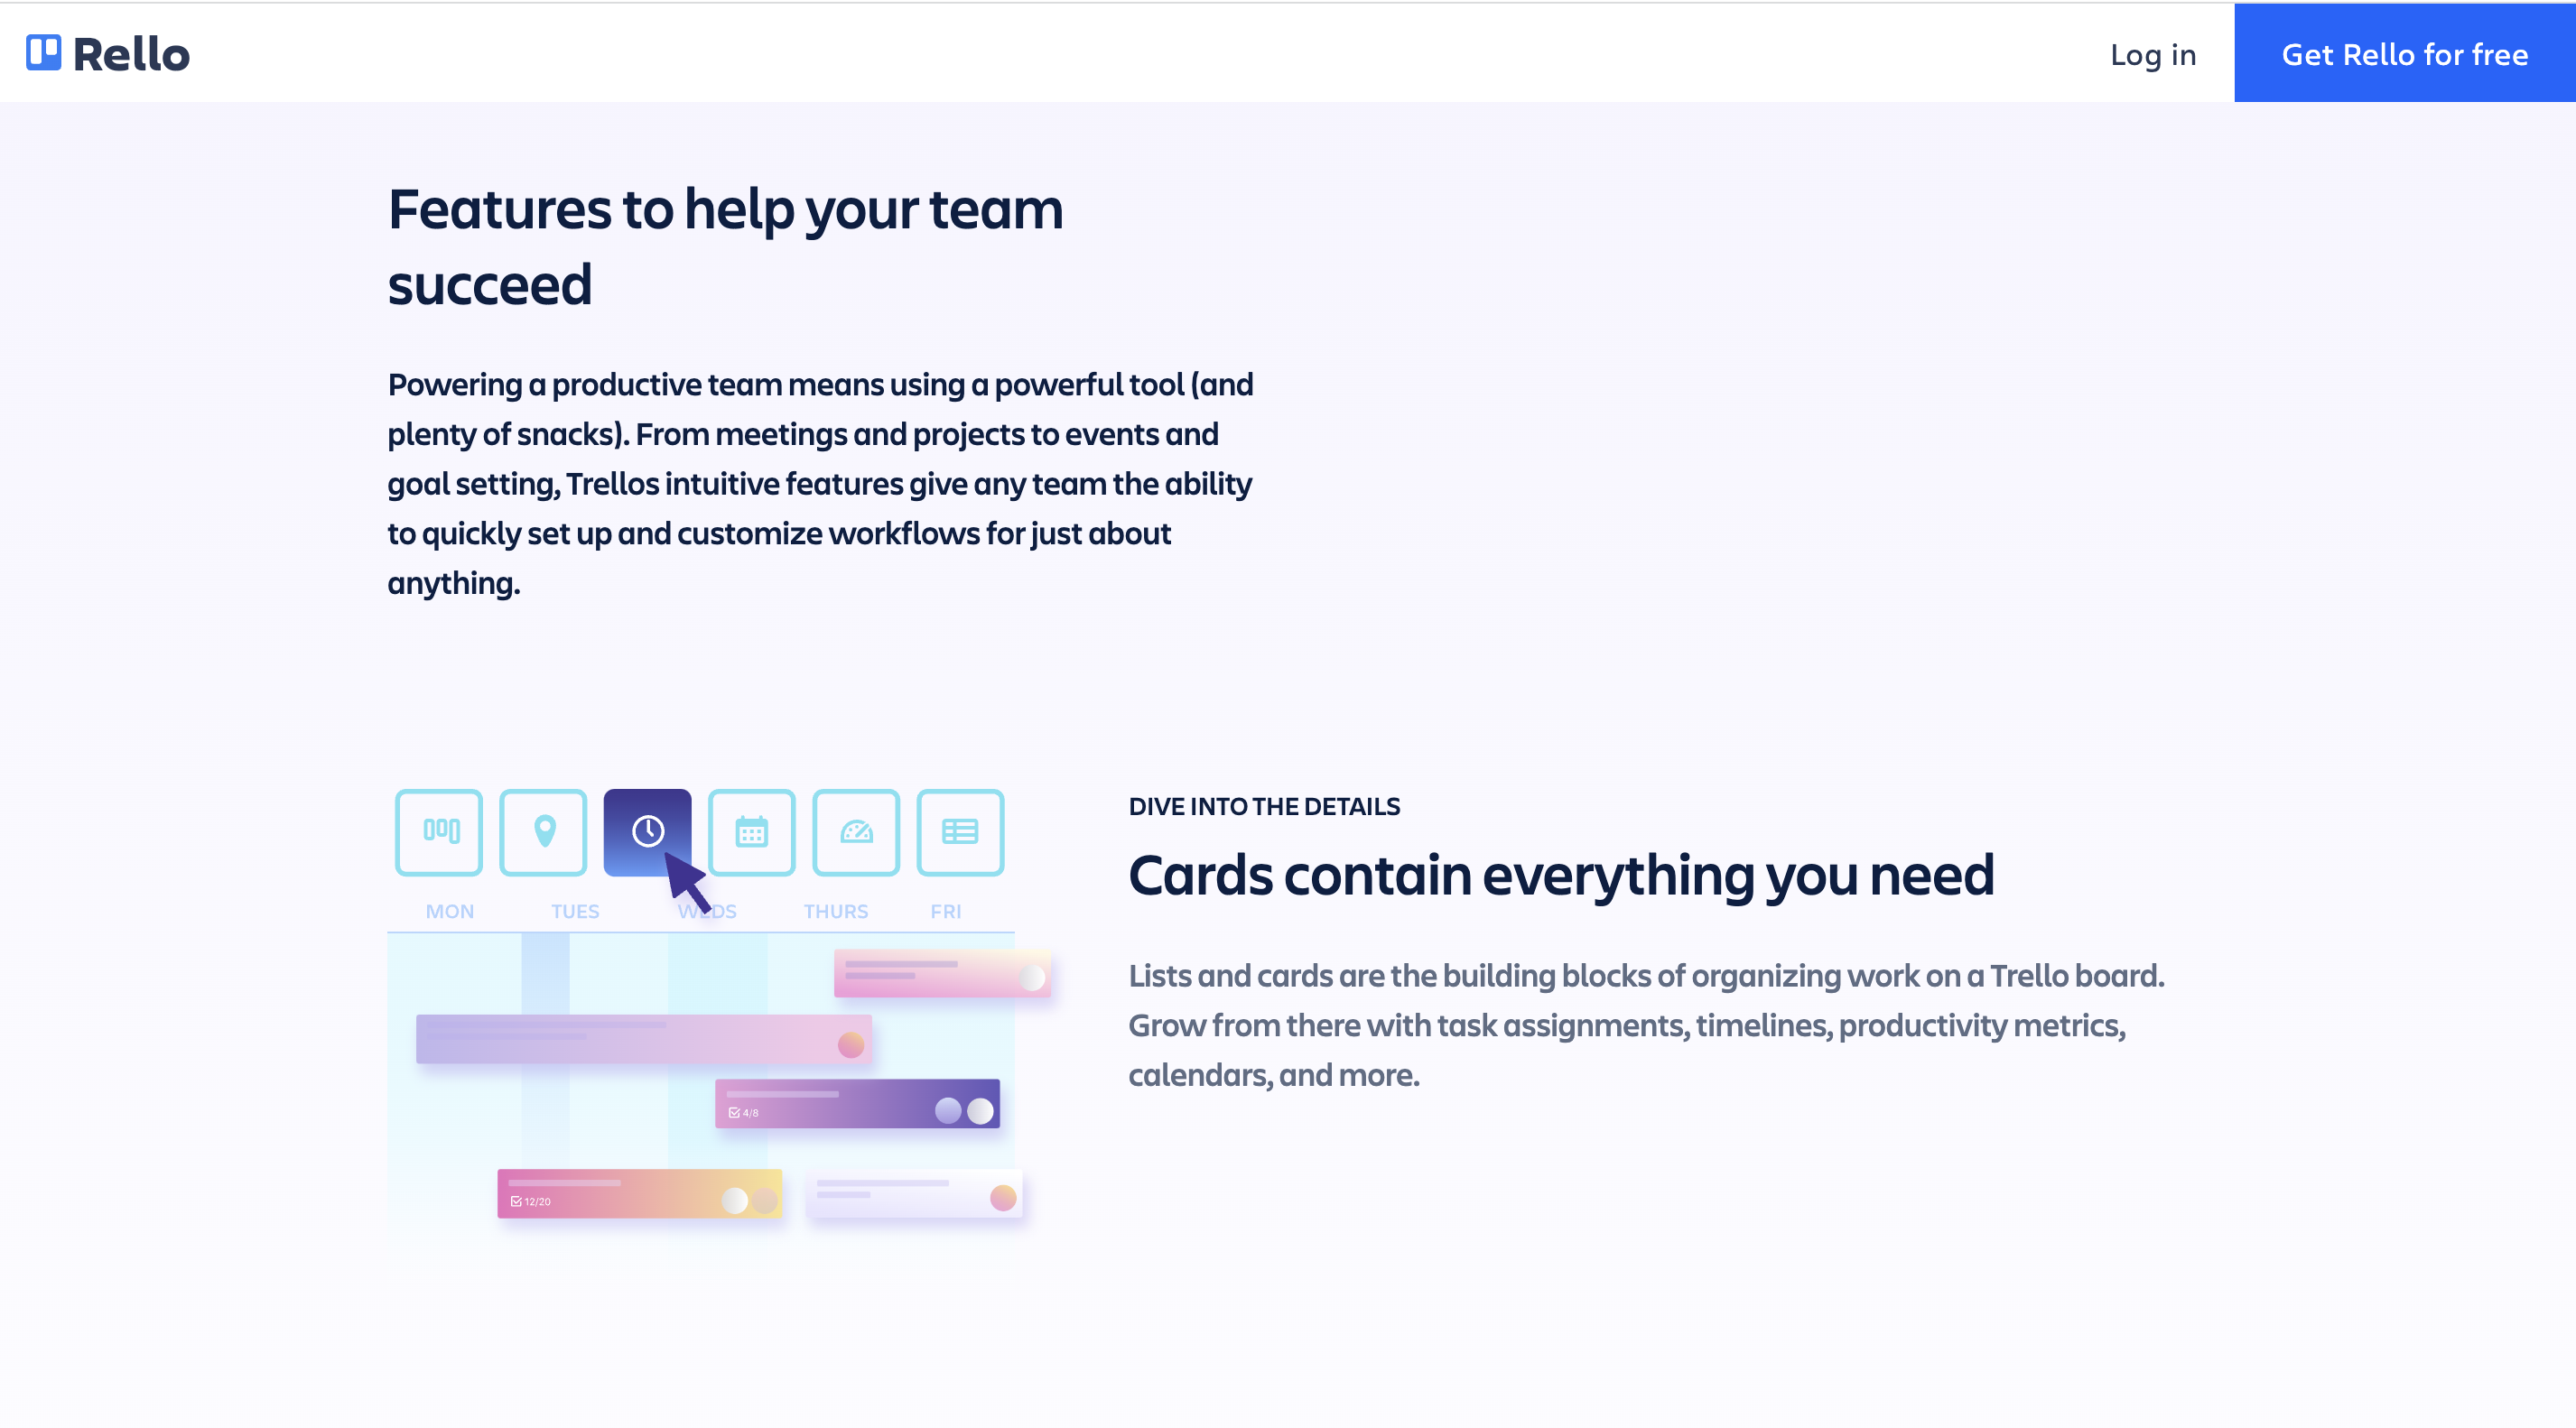 Rello
Log in
Get Rello for free
Features to help your team
succeed
Powering a productive team means using a powerful tool (and
plenty of snacks). From meetings and projects to events and
goal setting, Trellos intuitive features give any team the ability
to quickly set up and customize workflows for just about
anything.
MON TUES WEDS THURS FRI
4/8
12/20
DIVE INTO THE DETAILS
Cards contain everything you need
Lists and cards are the building blocks of organizing work on a Trello board.
Grow from there with task assignments, timelines, productivity metrics,
calendars, and more.